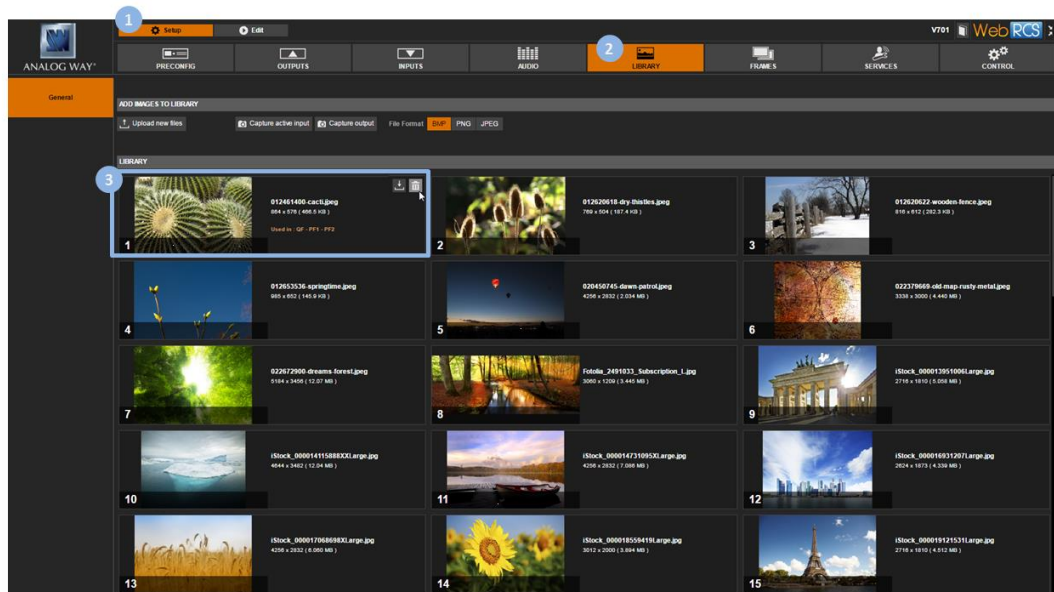 1
Setup
Edit
V701
WebRCS
ANALOG WAY®
PRECONFIG
OUTPUTS
INPUTS
AUDIO
2
LIBRARY
FRAMES
SERVICES
CONTROL
General
ADD IMAGES TO LIBRARY
Upload new files
Capture active input
Capture output
File Format
BMP
PNG
JPEG
LIBRARY
3
012461400-cacti.jpeg
864 x 576 ( 466.5 KB )
Used in : QF - PF1 - PF2
1
012620618-dry-thistles.jpeg
769 x 504 ( 187.4 KB )
2
012620622-wooden-fence.jpeg
816 x 612 ( 282.3 KB )
3
012653536-springtime.jpeg
985 x 652 ( 145.9 KB )
4
020450745-dawn-patrol.jpeg
4256 x 2832 ( 2.034 MB )
5
022379669-old-map-rusty-metal.jpeg
3338 x 3000 ( 4.440 MB )
6
022672900-dreams-forest.jpeg
5184 x 3456 ( 12.07 MB )
7
Fotolia_2491033_Subscription_L.jpg
3060 x 1209 ( 3.445 MB )
8
iStock_000013951006Large.jpg
2716 x 1810 ( 5.058 MB )
9
iStock_000014115888XXLarge.jpg
4644 x 3482 ( 12.04 MB )
10
iStock_000014731095XLarge.jpg
4256 x 2832 ( 7.086 MB )
11
iStock_000016931207Large.jpg
2624 x 1873 ( 4.339 MB )
12
iStock_000017068698XLarge.jpg
4256 x 2832 ( 6.060 MB )
13
iStock_000018559419Large.jpg
3012 x 2000 ( 3.894 MB )
14
iStock_000019121531Large.jpg
2716 x 1810 ( 4.512 MB )
15